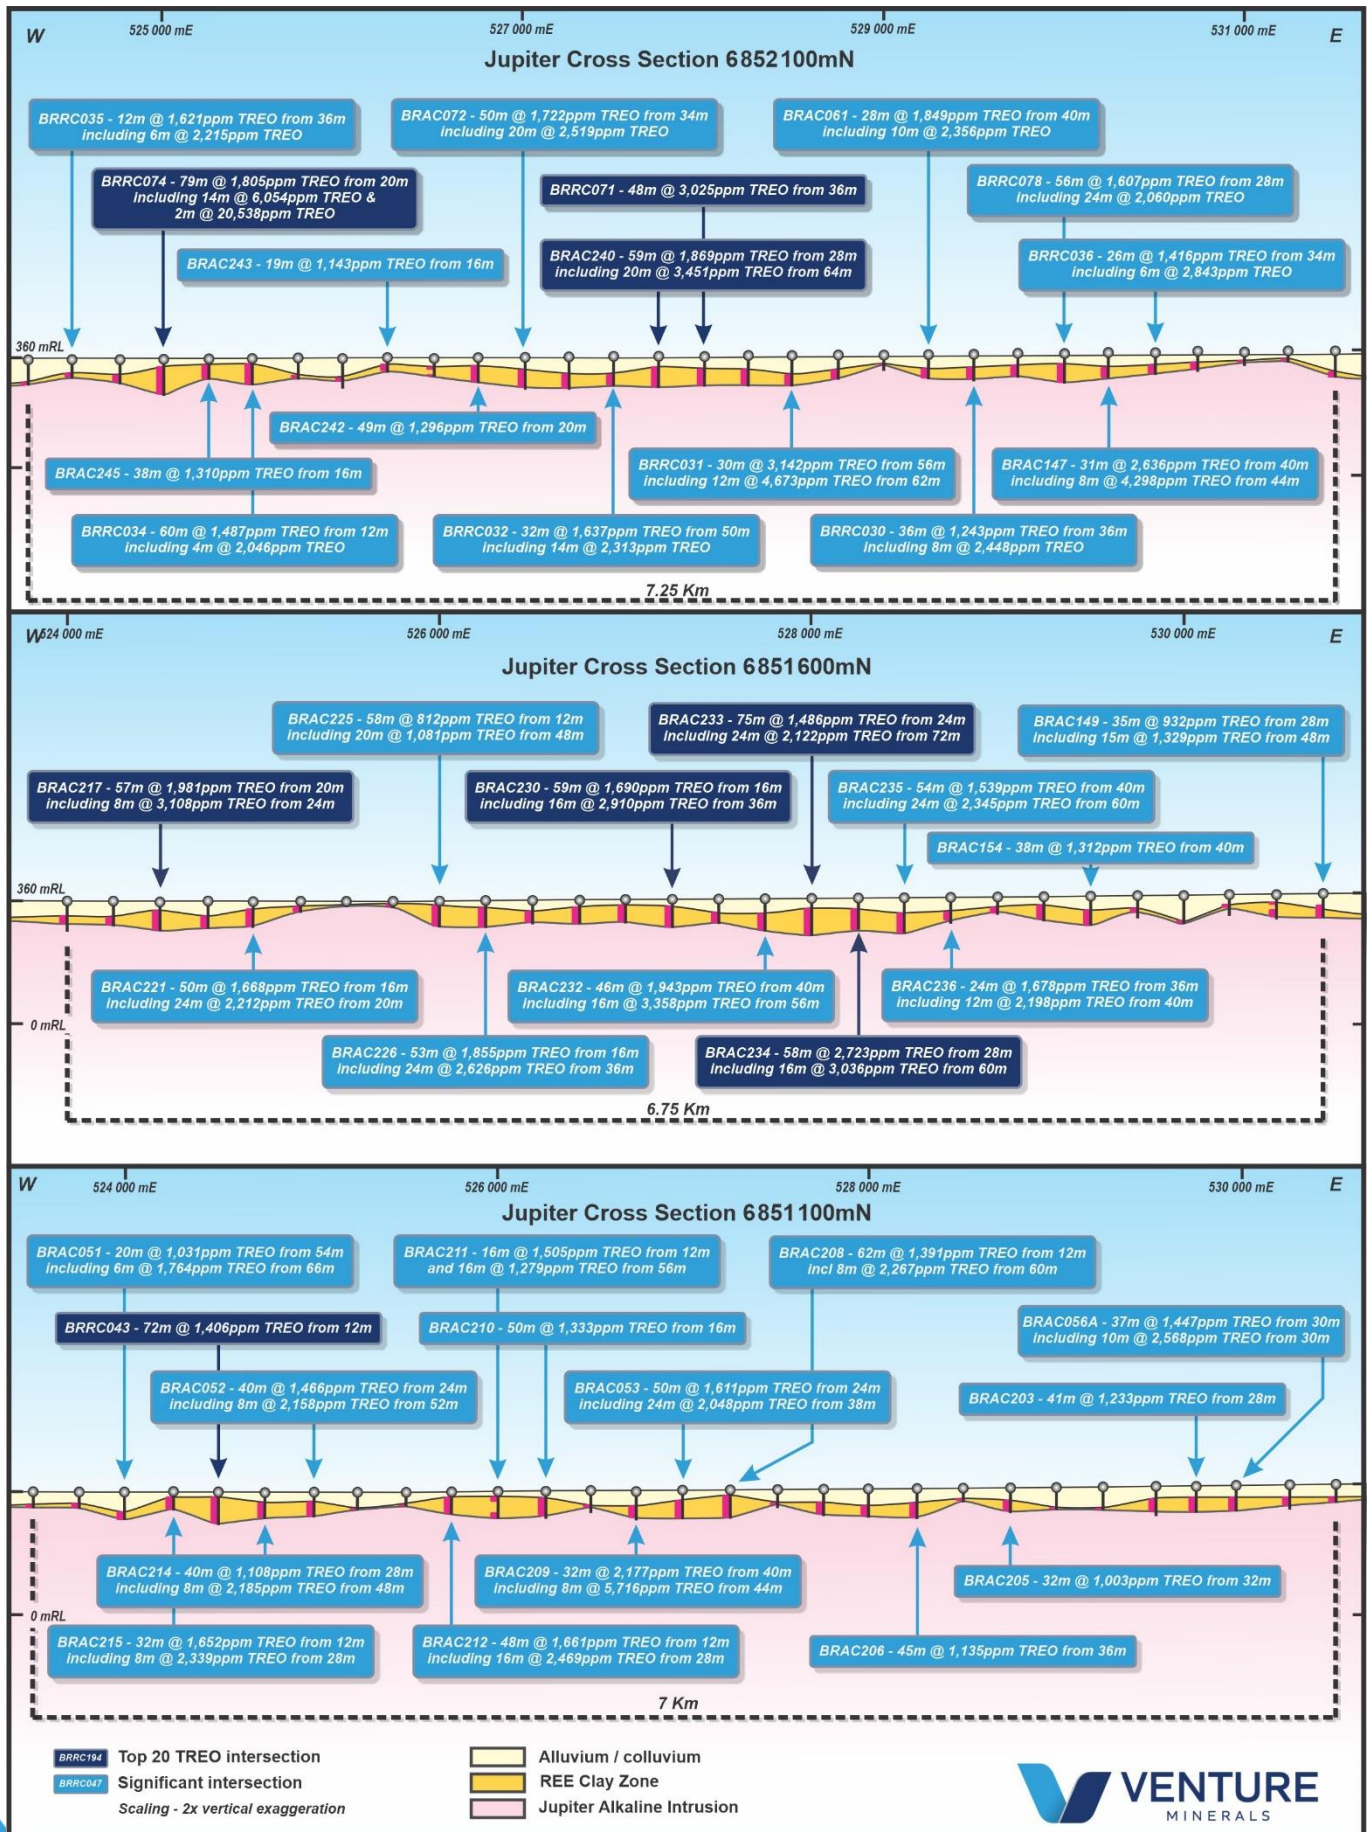 W
525 000 mE
527 000 mE
529 000 mE
531 000 mE
E
Jupiter Cross Section 6852100mN
BRRC035 - 12m @ 1,621ppm TREO from 36m
including 6m @ 2,215ppm TREO
BRAC072 - 50m @ 1,722ppm TREO from 34m
including 20m @ 2,519ppm TREO
BRAC061 - 28m @ 1,849ppm TREO from 40m
including 10m @ 2,356ppm TREO
BRRC074 - 79m @ 1,805ppm TREO from 20m
including 14m @ 6,054ppm TREO &
2m @ 20,538ppm TREO
BRRC071 - 48m @ 3,025ppm TREO from 36m
BRRC078 - 56m @ 1,607ppm TREO from 28m
including 24m @ 2,060ppm TREO
BRAC243 - 19m @ 1,143ppm TREO from 16m
BRAC240 - 59m @ 1,869ppm TREO from 28m
including 20m @ 3,451ppm TREO from 64m
BRRC036 - 26m @ 1,416ppm TREO from 34m
including 6m @ 2,843ppm TREO
360 mRL
BRAC242 - 49m @ 1,296ppm TREO from 20m
BRAC245 - 38m @ 1,310ppm TREO from 16m
BRRC031 - 30m @ 3,142ppm TREO from 56m
including 12m @ 4,673ppm TREO from 62m
BRAC147 - 31m @ 2,636ppm TREO from 40m
including 8m @ 4,298ppm TREO from 44m
BRRC034 - 60m @ 1,487ppm TREO from 12m
including 4m @ 2,046ppm TREO
BRRC032 - 32m @ 1,637ppm TREO from 50m
including 14m @ 2,313ppm TREO
BRRC030 - 36m @ 1,243ppm TREO from 36m
including 8m @ 2,448ppm TREO
7.25 Km
W
524 000 mE
526 000 mE
528 000 mE
530 000 mE
E
Jupiter Cross Section 6851600mN
BRAC225 - 58m @ 812ppm TREO from 12m
including 20m @ 1,081ppm TREO from 48m
BRAC233 - 75m @ 1,486ppm TREO from 24m
including 24m @ 2,122ppm TREO from 72m
BRAC149 - 35m @ 932ppm TREO from 28m
including 15m @ 1,329ppm TREO from 48m
BRAC217 - 57m @ 1,981ppm TREO from 20m
including 8m @ 3,108ppm TREO from 24m
BRAC230 - 59m @ 1,690ppm TREO from 16m
including 16m @ 2,910ppm TREO from 36m
BRAC235 - 54m @ 1,539ppm TREO from 40m
including 24m @ 2,345ppm TREO from 60m
BRAC154 - 38m @ 1,312ppm TREO from 40m
360 mRL
BRAC221 - 50m @ 1,668ppm TREO from 16m
including 24m @ 2,212ppm TREO from 20m
BRAC232 - 46m @ 1,943ppm TREO from 40m
including 16m @ 3,358ppm TREO from 56m
BRAC236 - 24m @ 1,678ppm TREO from 36m
including 12m @ 2,198ppm TREO from 40m
0 mRL
BRAC226 - 53m @ 1,855ppm TREO from 16m
including 24m @ 2,626ppm TREO from 36m
BRAC234 - 58m @ 2,723ppm TREO from 28m
including 16m @ 3,036ppm TREO from 60m
6.75 Km
W
524 000 mE
526 000 mE
528 000 mE
530 000 mE
E
Jupiter Cross Section 6851100mN
BRAC051 - 20m @ 1,031ppm TREO from 54m
including 6m @ 1,764ppm TREO from 66m
BRAC211 - 16m @ 1,505ppm TREO from 12m
and 16m @ 1,279ppm TREO from 56m
BRAC208 - 62m @ 1,391ppm TREO from 12m
incl 8m @ 2,267ppm TREO from 60m
BRRC043 - 72m @ 1,406ppm TREO from 12m
BRAC210 - 50m @ 1,333ppm TREO from 16m
BRAC056A - 37m @ 1,447ppm TREO from 30m
including 10m @ 2,568ppm TREO from 30m
BRAC052 - 40m @ 1,466ppm TREO from 24m
including 8m @ 2,158ppm TREO from 52m
BRAC053 - 50m @ 1,611ppm TREO from 24m
including 24m @ 2,048ppm TREO from 38m
BRAC203 - 41m @ 1,233ppm TREO from 28m
BRAC214 - 40m @ 1,108ppm TREO from 28m
including 8m @ 2,185ppm TREO from 48m
BRAC209 - 32m @ 2,177ppm TREO from 40m
including 8m @ 5,716ppm TREO from 44m
BRAC205 - 32m @ 1,003ppm TREO from 32m
0 mRL
BRAC215 - 32m @ 1,652ppm TREO from 12m
including 8m @ 2,339ppm TREO from 28m
BRAC212 - 48m @ 1,661ppm TREO from 12m
including 16m @ 2,469ppm TREO from 28m
BRAC206 - 45m @ 1,135ppm TREO from 36m
7 Km
BRRC194 Top 20 TREO intersection
BRRC047 Significant intersection
Scaling - 2x vertical exaggeration
Alluvium / colluvium
REE Clay Zone
Jupiter Alkaline Intrusion
VENTURE
MINERALS